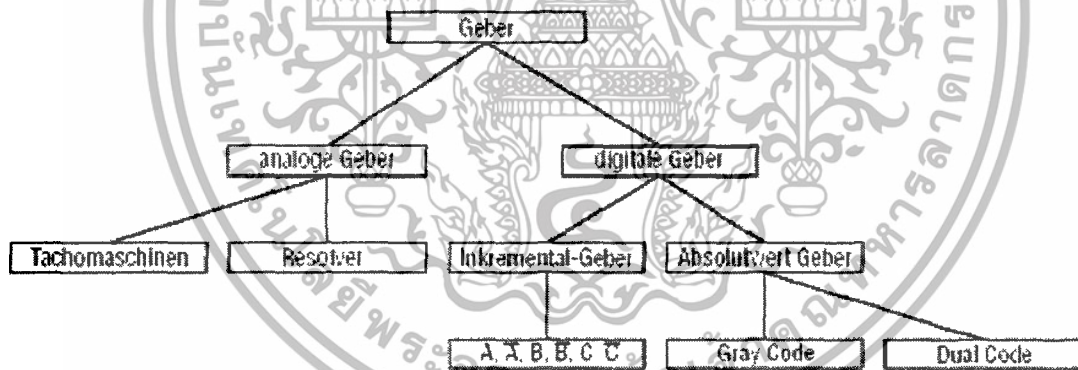 Geber
analoge Geber
digitale Geber
Tachomaschinen
Resolver
Inkremental-Geber
Absolutwert Geber
A, A̅, B, B̅, C C̅
Gray Code
Dual Code